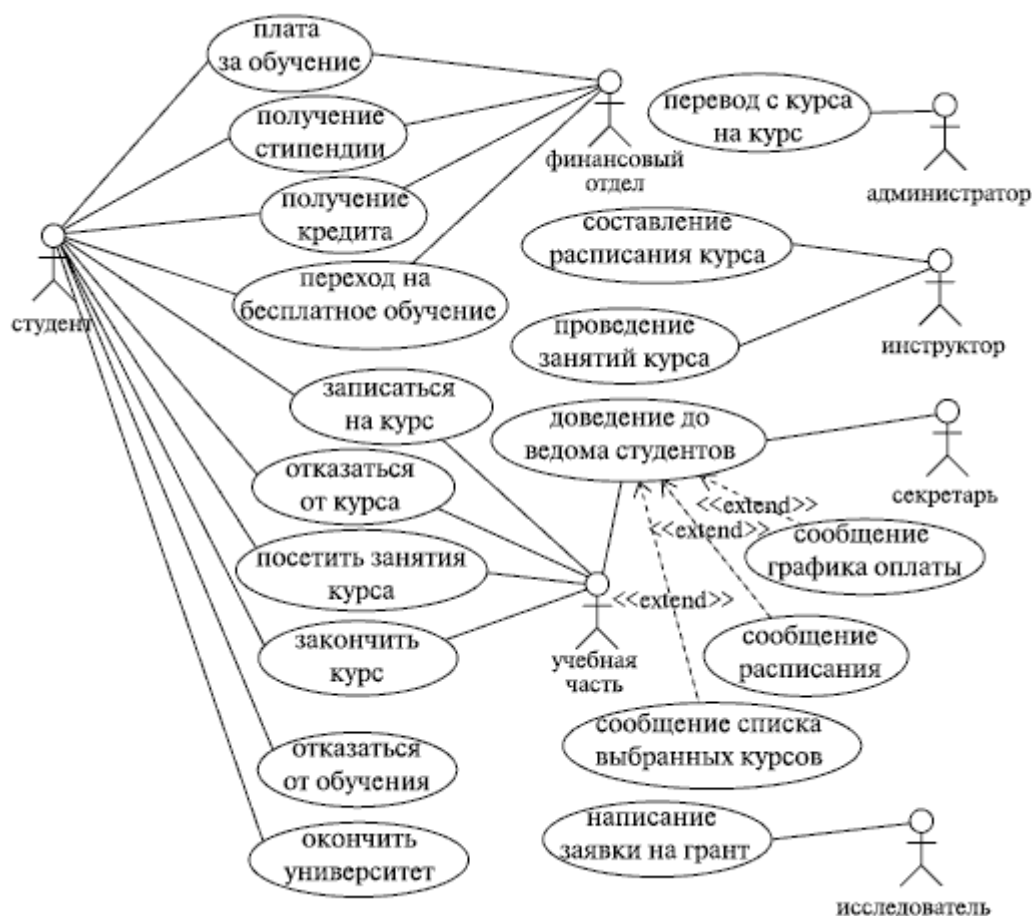 плата
за обучение
получение
стипендии
получение
кредита
переход на
бесплатное обучение
студент
финансовый
отдел
перевод с курса
на курс
администратор
составление
расписания курса
проведение
занятий курса
инструктор
записаться
на курс
отказаться
от курса
посетить занятия
курса
закончить
курс
учебная
часть
доведение до
ведома студентов
секретарь
<<extend>>
<<extend>>
<<extend>>
сообщение
графика оплаты
сообщение
расписания
сообщение списка
выбранных курсов
отказаться
от обучения
окончить
университет
написание
заявки на грант
исследователь